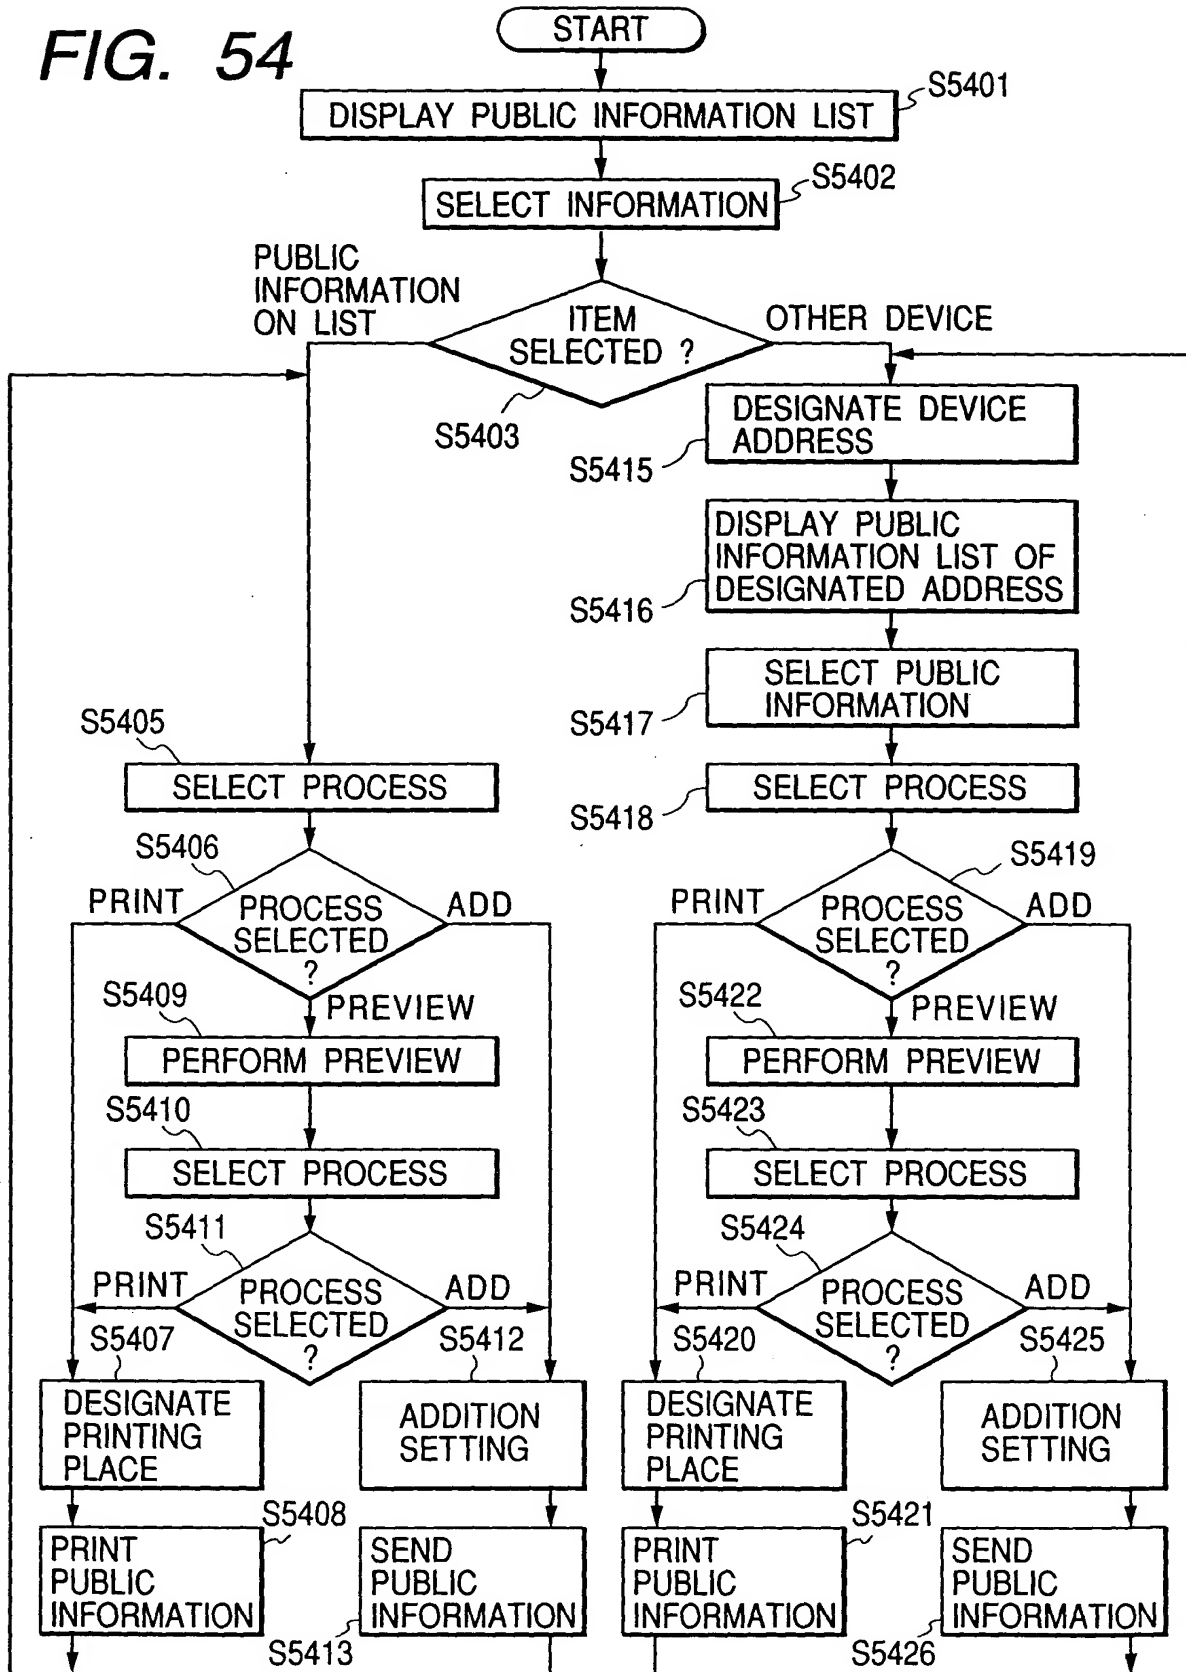 FIG. 54
START
S5401
DISPLAY PUBLIC INFORMATION LIST
S5402
SELECT INFORMATION
PUBLIC
INFORMATION
ON LIST
ITEM
SELECTED ?
OTHER DEVICE
S5403
DESIGNATE DEVICE
ADDRESS
S5415
DISPLAY PUBLIC
INFORMATION LIST OF
DESIGNATED ADDRESS
S5416
SELECT PUBLIC
INFORMATION
S5417
S5405
SELECT PROCESS
SELECT PROCESS
S5418
S5406
PRINT
PROCESS
SELECTED
?
ADD
S5409
PREVIEW
PERFORM PREVIEW
S5410
SELECT PROCESS
S5411
PRINT
PROCESS
SELECTED
?
ADD
S5407
S5412
DESIGNATE
PRINTING
PLACE
ADDITION
SETTING
S5408
PRINT
PUBLIC
INFORMATION
SEND
PUBLIC
INFORMATION
S5413
S5419
PRINT
PROCESS
SELECTED
?
ADD
S5422
PREVIEW
PERFORM PREVIEW
S5423
SELECT PROCESS
S5424
PRINT
PROCESS
SELECTED
?
ADD
S5420
S5425
DESIGNATE
PRINTING
PLACE
ADDITION
SETTING
S5421
PRINT
PUBLIC
INFORMATION
SEND
PUBLIC
INFORMATION
S5426